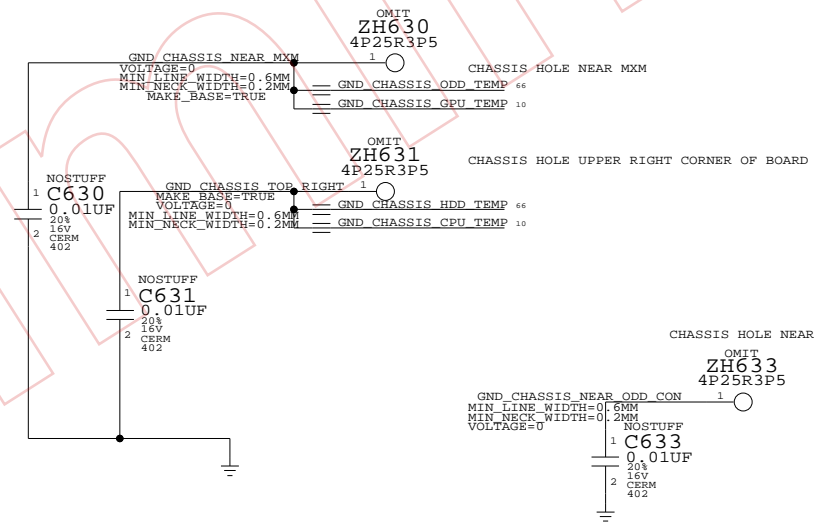 OMIT
ZH630
4P25R3P5
1
GND_CHASSIS_NEAR_MXM
VOLTAGE=0
MIN_LINE_WIDTH=0.6MM
MIN_NECK_WIDTH=0.2MM
MAKE_BASE=TRUE
CHASSIS HOLE NEAR MXM
GND_CHASSIS_ODD_TEMP 66
GND_CHASSIS_GPU_TEMP 10
OMIT
ZH631
4P25R3P5
1
CHASSIS HOLE UPPER RIGHT CORNER OF BOARD
GND_CHASSIS_TOP_RIGHT
MAKE_BASE=TRUE
VOLTAGE=0
MIN_LINE_WIDTH=0.6MM
MIN_NECK_WIDTH=0.2MM
GND_CHASSIS_HDD_TEMP 66
GND_CHASSIS_CPU_TEMP 10
NOSTUFF
1
C630
0.01UF
20%
16V
2
CERM
402
NOSTUFF
1
C631
0.01UF
20%
16V
2
CERM
402
CHASSIS HOLE NEAR
OMIT
ZH633
4P25R3P5
1
GND_CHASSIS_NEAR_ODD_CON
MIN_LINE_WIDTH=0.6MM
MIN_NECK_WIDTH=0.2MM
VOLTAGE=0
NOSTUFF
1
C633
0.01UF
20%
16V
2
CERM
402